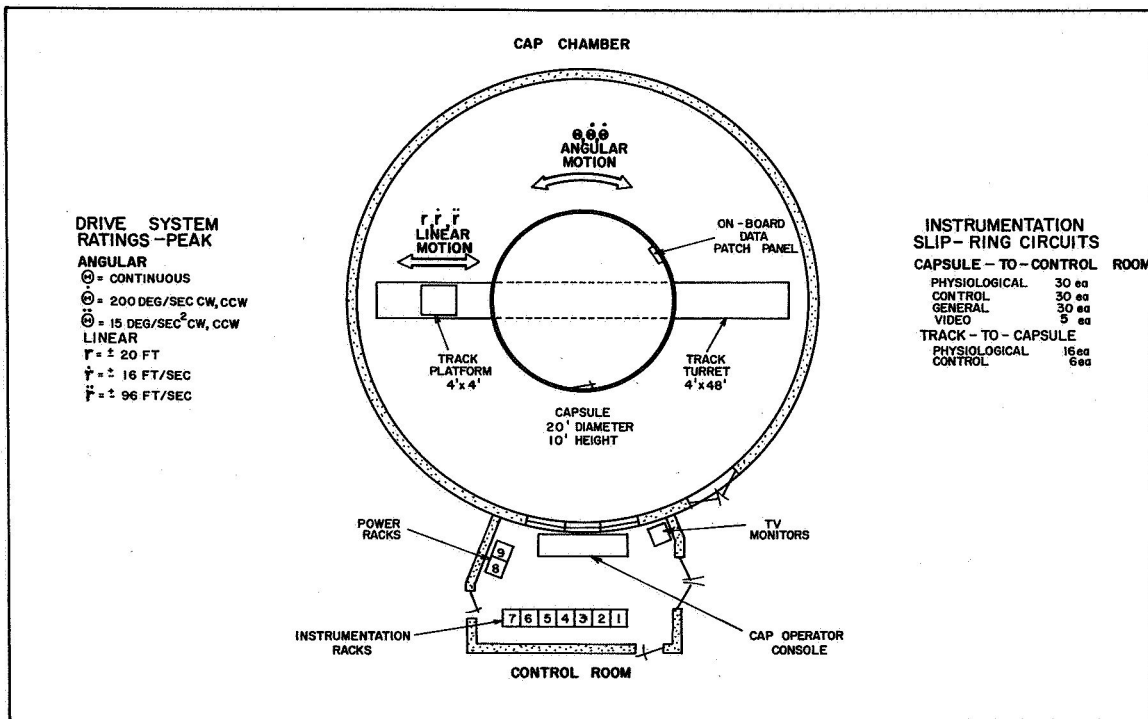 CAP CHAMBER
Θ,Θ̇,Θ̈
ANGULAR
MOTION
r,ṙ,r̈
LINEAR
MOTION
ON-BOARD
DATA
PATCH PANEL
DRIVE SYSTEM
RATINGS-PEAK
ANGULAR
Θ = CONTINUOUS
Θ̇ = 200 DEG/SEC CW, CCW
Θ̈ = 15 DEG/SEC² CW, CCW
LINEAR
r = ± 20 FT
ṙ = ± 16 FT/SEC
r̈ = ± 96 FT/SEC
INSTRUMENTATION
SLIP-RING CIRCUITS
CAPSULE-TO-CONTROL ROOM
PHYSIOLOGICAL 30 ea
CONTROL 30 ea
GENERAL 30 ea
VIDEO 5 ea
TRACK-TO-CAPSULE
PHYSIOLOGICAL 16 ea
CONTROL 6 ea
TRACK
PLATFORM
4'x4'
TRACK
TURRET
4'x48'
CAPSULE
20' DIAMETER
10' HEIGHT
POWER
RACKS
9
8
TV
MONITORS
7 6 5 4 3 2 1
INSTRUMENTATION
RACKS
CAP OPERATOR
CONSOLE
CONTROL ROOM